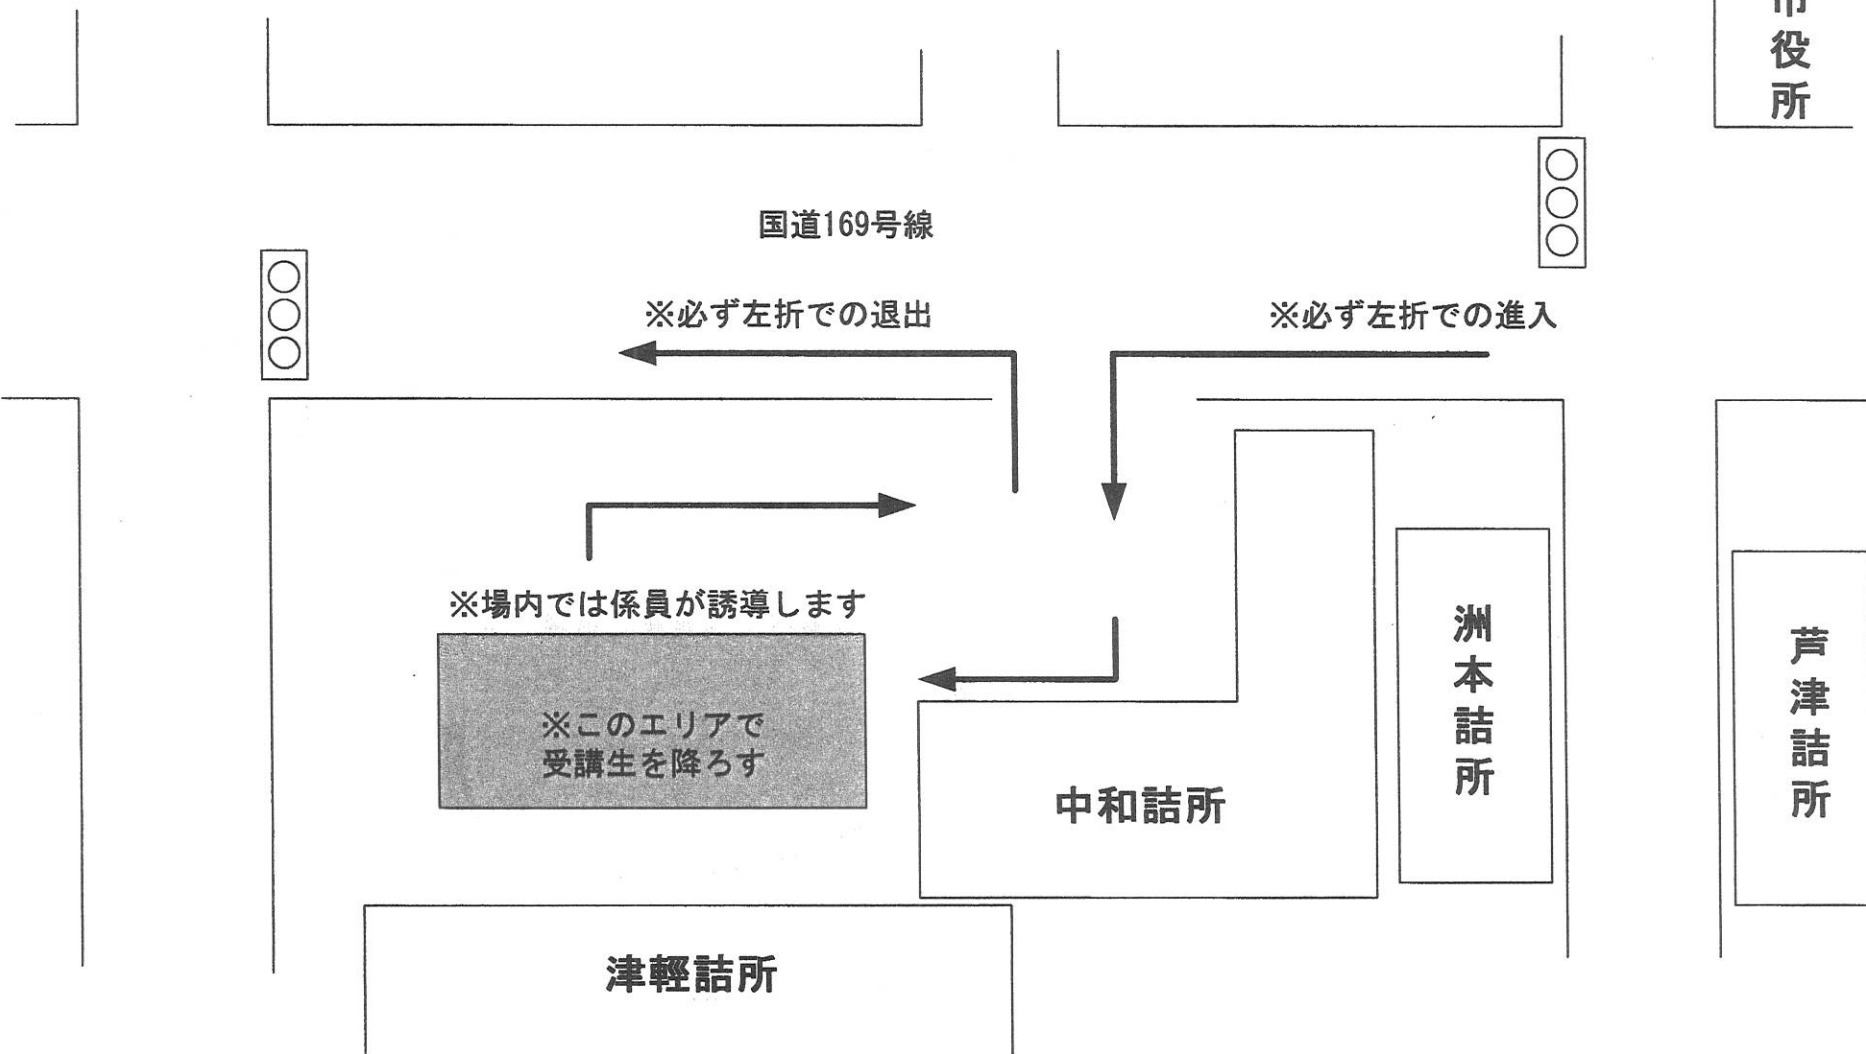 市役所
国道169号線
※必ず左折での退出
※必ず左折での進入
※場内では係員が誘導します
※このエリアで
受講生を降ろす
中和詰所
洲本詰所
芦津詰所
津軽詰所